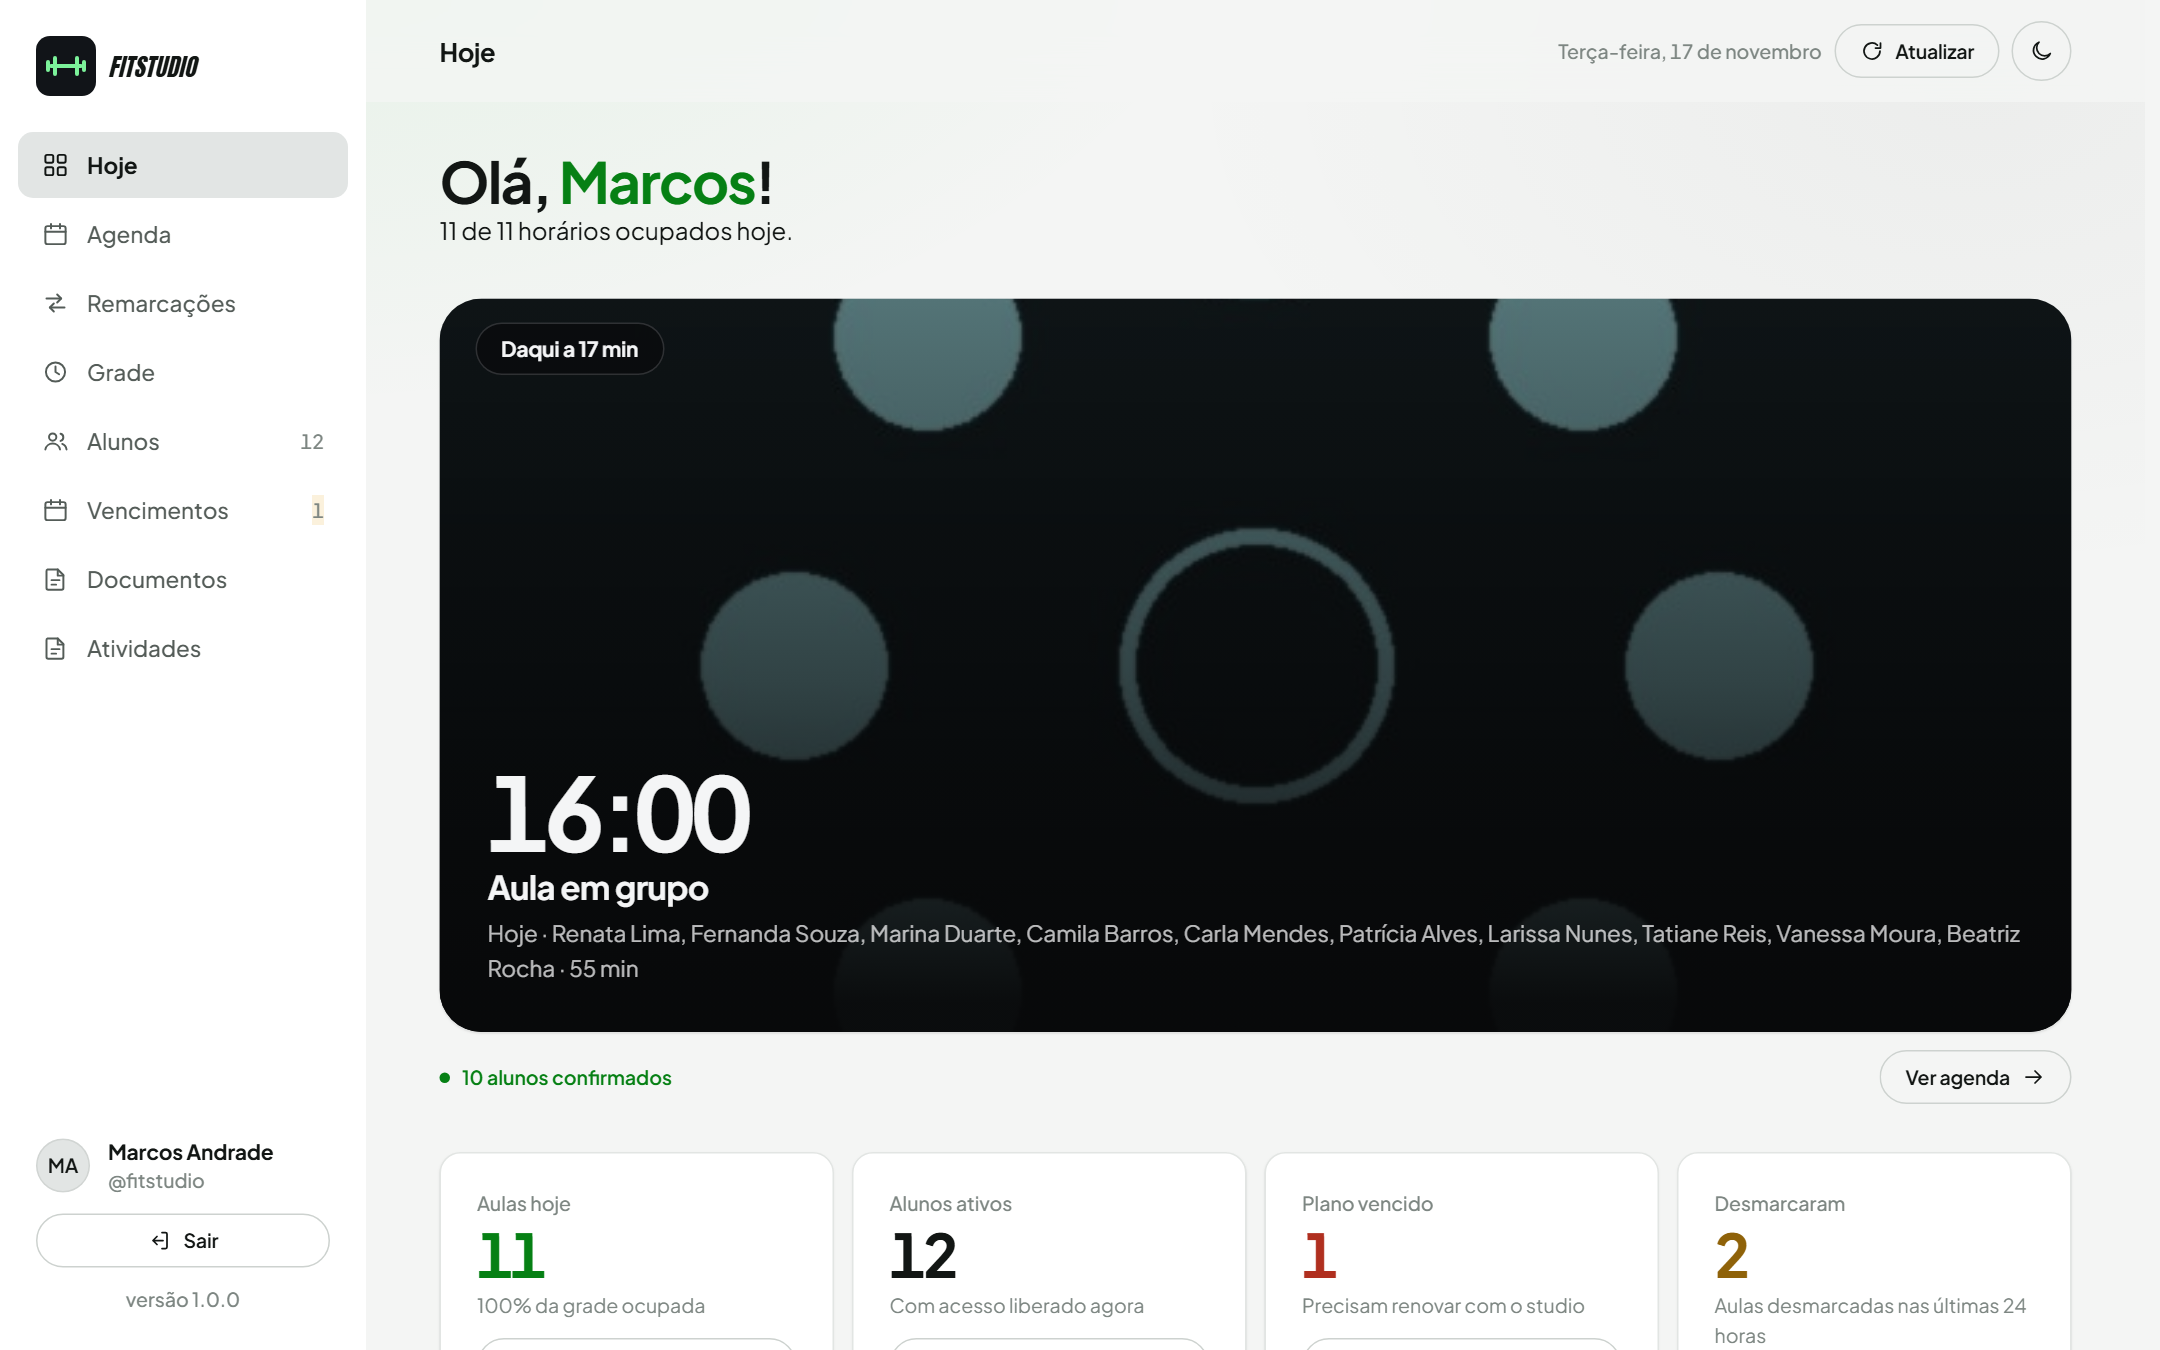 FITSTUDIO
Hoje
Agenda
Remarcações
Grade
Alunos 12
Vencimentos 1
Documentos
Atividades
MA
Marcos Andrade
@fitstudio
Sair
versão 1.0.0
Hoje
Terça-feira, 17 de novembro
Atualizar
Olá, Marcos!
11 de 11 horários ocupados hoje.
Daqui a 17 min
16:00
Aula em grupo
Hoje · Renata Lima, Fernanda Souza, Marina Duarte, Camila Barros, Carla Mendes, Patrícia Alves, Larissa Nunes, Tatiane Reis, Vanessa Moura, Beatriz
Rocha · 55 min
10 alunos confirmados
Ver agenda
Aulas hoje
11
100% da grade ocupada
Alunos ativos
12
Com acesso liberado agora
Plano vencido
1
Precisam renovar com o studio
Desmarcaram
2
Aulas desmarcadas nas últimas 24
horas